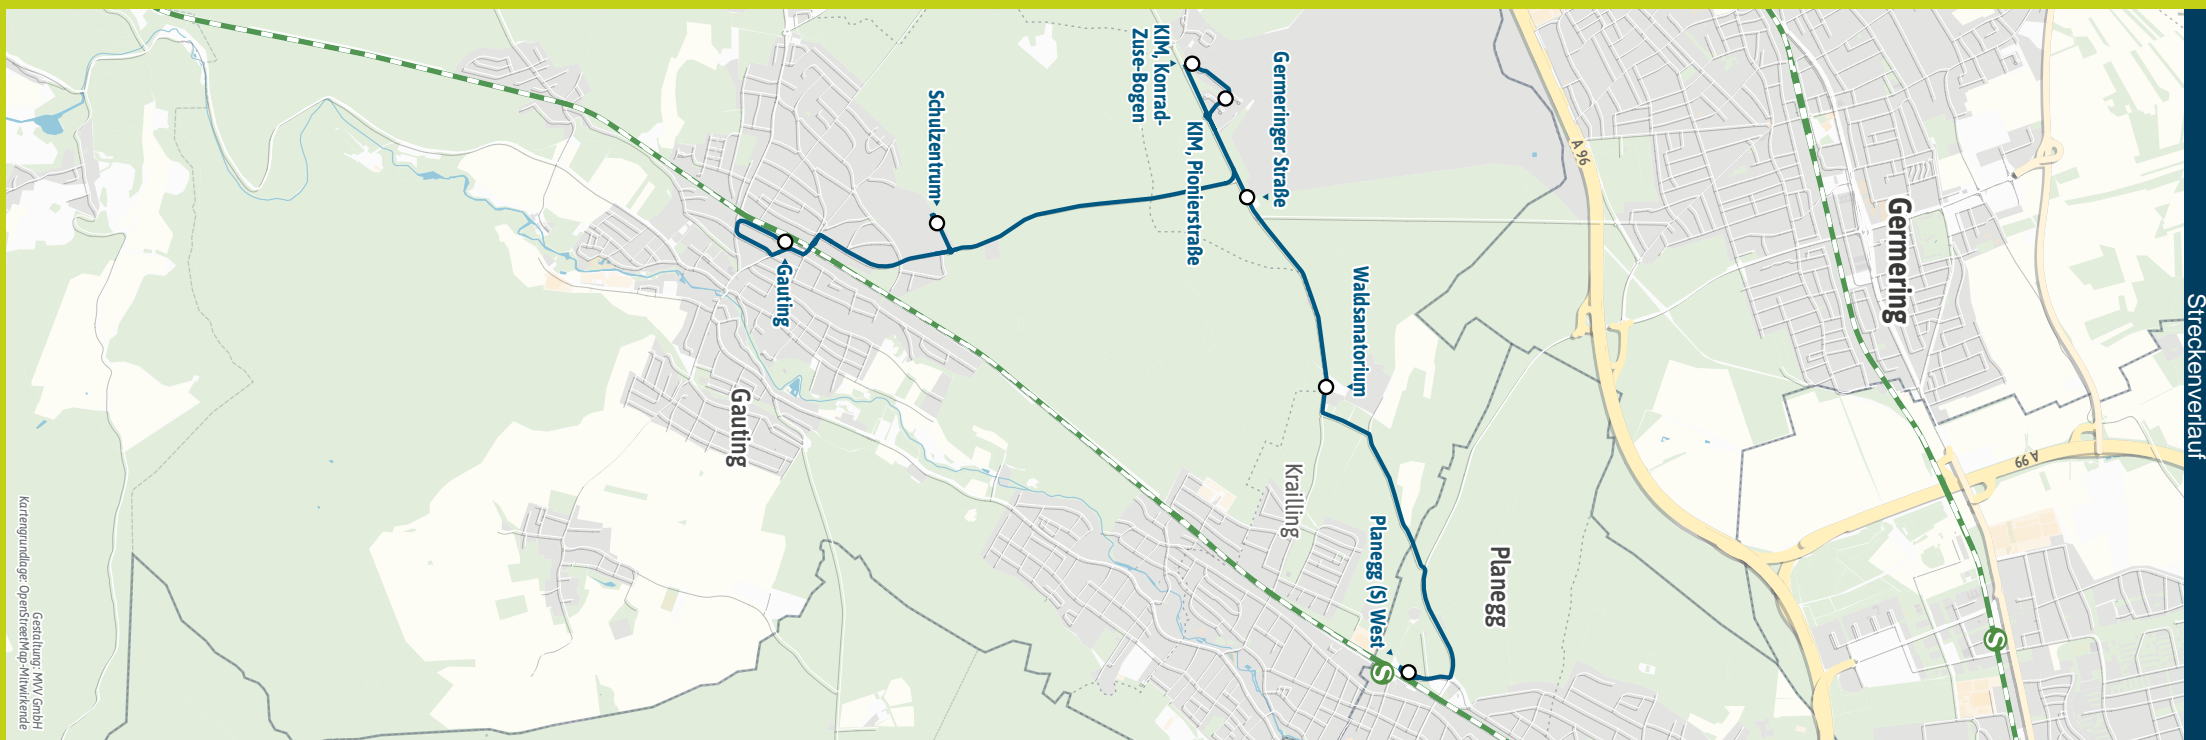 Streckenverlauf
Germering
A 96
A 99
KIM, Konrad-
Zuse-Bogen
Germeringer Straße
KIM, Pionierstraße
Schulzentrum
Gauting
Waldsanatorium
Gauting
Krailling
Planegg
Planegg (S) West
S
S
Gestaltung: MVV GmbH
Kartengrundlage: OpenStreetMap-Mitwirkende